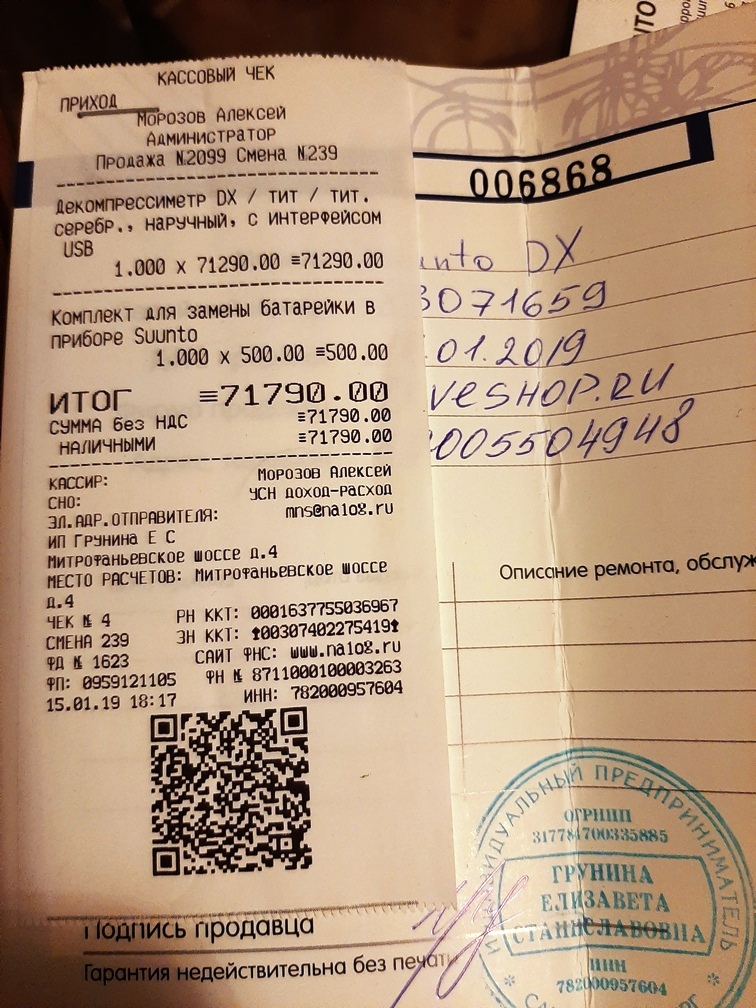 КАССОВЫЙ ЧЕК
ПРИХОД
Морозов Алексей
Администратор
Продажа №2099 Смена №239
Декомпрессиметр DX / тит / тит.
серебр., наручный, с интерфейсом
USB
1.000 x 71290.00 ≡71290.00
Комплект для замены батарейки в
приборе Suunto
1.000 x 500.00 ≡500.00
ИТОГ ≡71790.00
СУММА без НДС ≡71790.00
НАЛИЧНЫМИ ≡71790.00
КАССИР: Морозов Алексей
СНО: УСН доход-расход
ЭЛ.АДР.ОТПРАВИТЕЛЯ: mns@nalog.ru
ИП Грунина Е С
Митрофаньевское шоссе д.4
МЕСТО РАСЧЕТОВ: Митрофаньевское шоссе
д.4
ЧЕК № 4 РН ККТ: 0001637755036967
СМЕНА 239 ЗН ККТ: 00307402275419
ФД № 1623 САЙТ ФНС: www.nalog.ru
ФП: 0959121105 ФН № 8711000100003263
15.01.19 18:17 ИНН: 782000957604
006868
unto DX
3071659
.01.2019
VESHOP.RU
005504948
Описание ремонта, обслуж
ИНДИВИДУАЛЬНЫЙ ПРЕДПРИНИМАТЕЛЬ
ОГРНИП
317784700335885
ГРУНИНА
ЕЛИЗАВЕТА
СТАНИСЛАВОВНА
ИНН
782000957604
Подпись продавца
Гарантия недействительна без печати